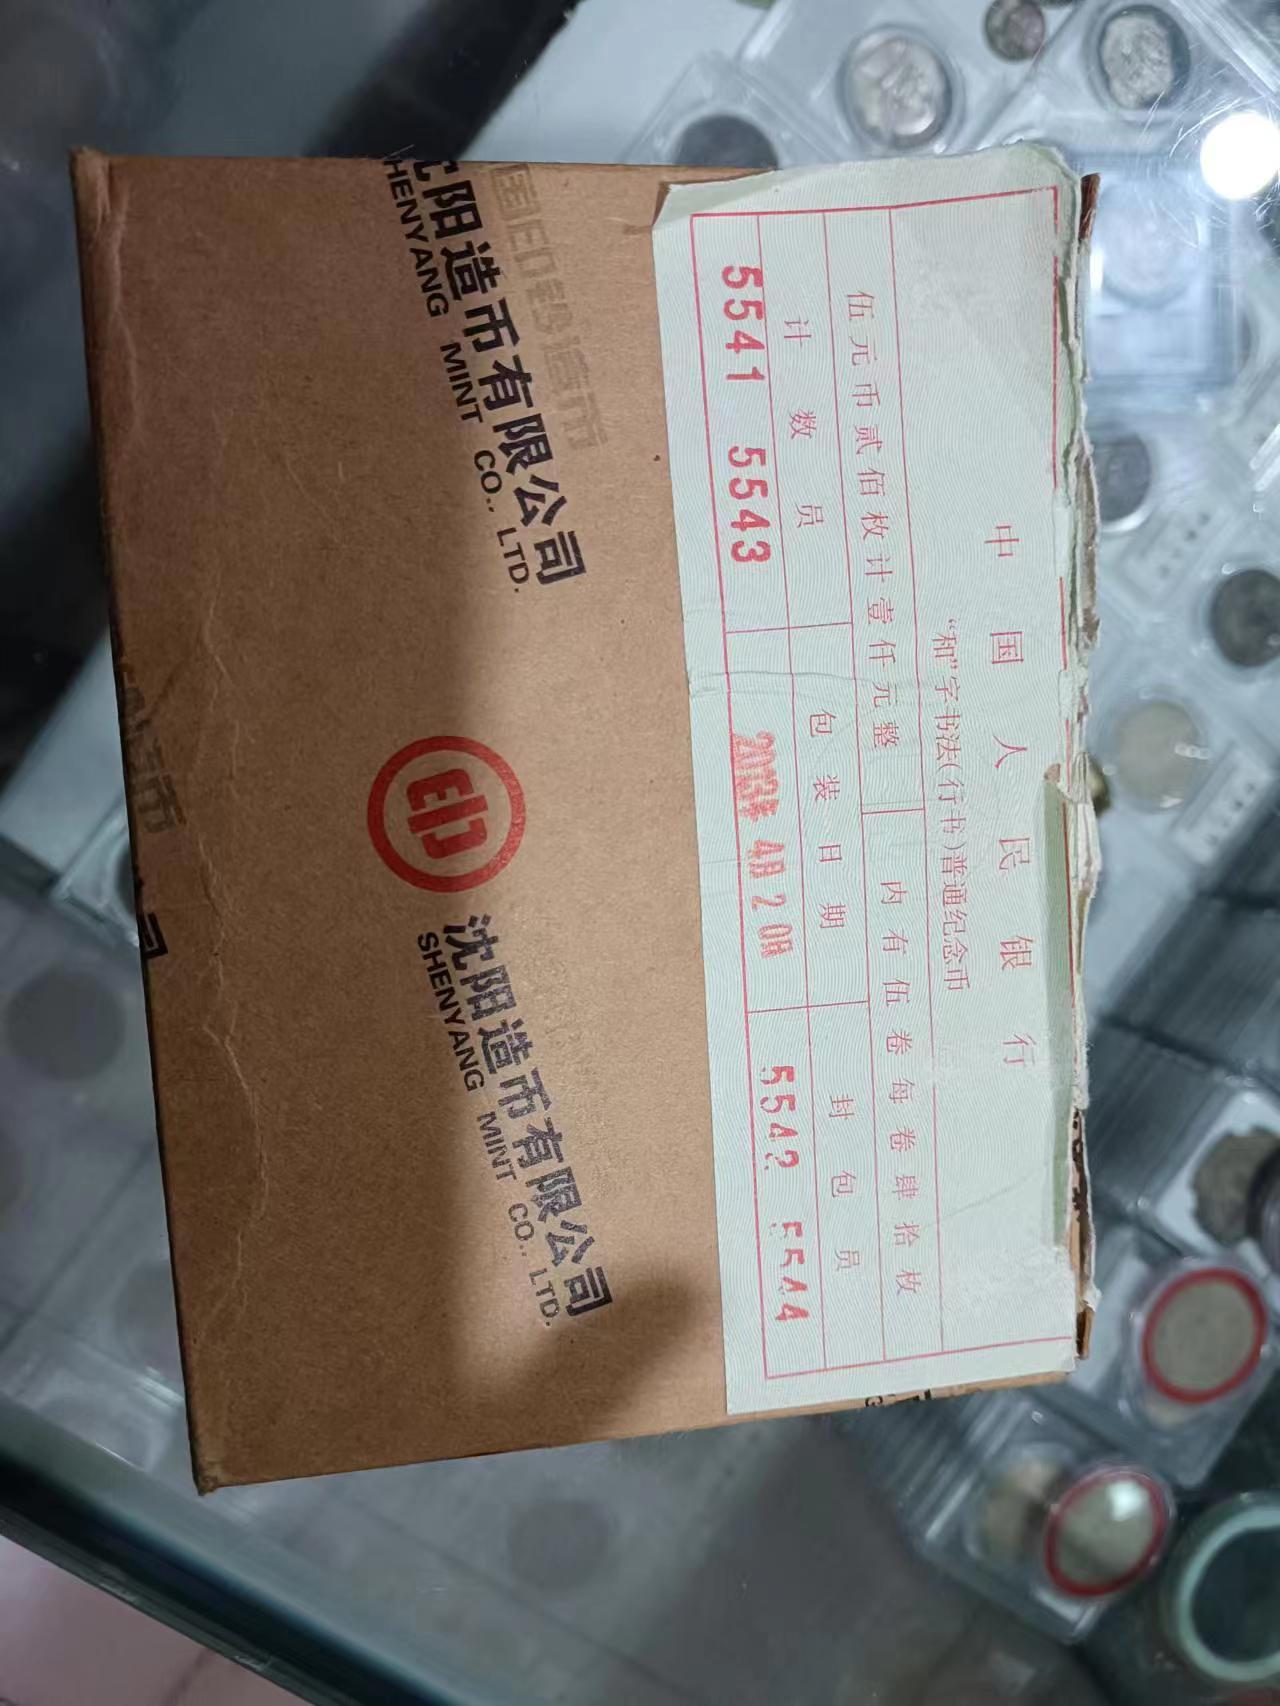 中国人民银行
“和”字书法(行书)普通纪念币
伍元币贰佰枚计壹仟元整 内有伍卷每卷肆拾枚
计数员 包装日期 封包员
5541 5543 2013年 4月20日 5542 5544
沈阳造币有限公司
SHENYANG MINT CO., LTD.
沈阳造币有限公司
SHENYANG MINT CO., LTD.